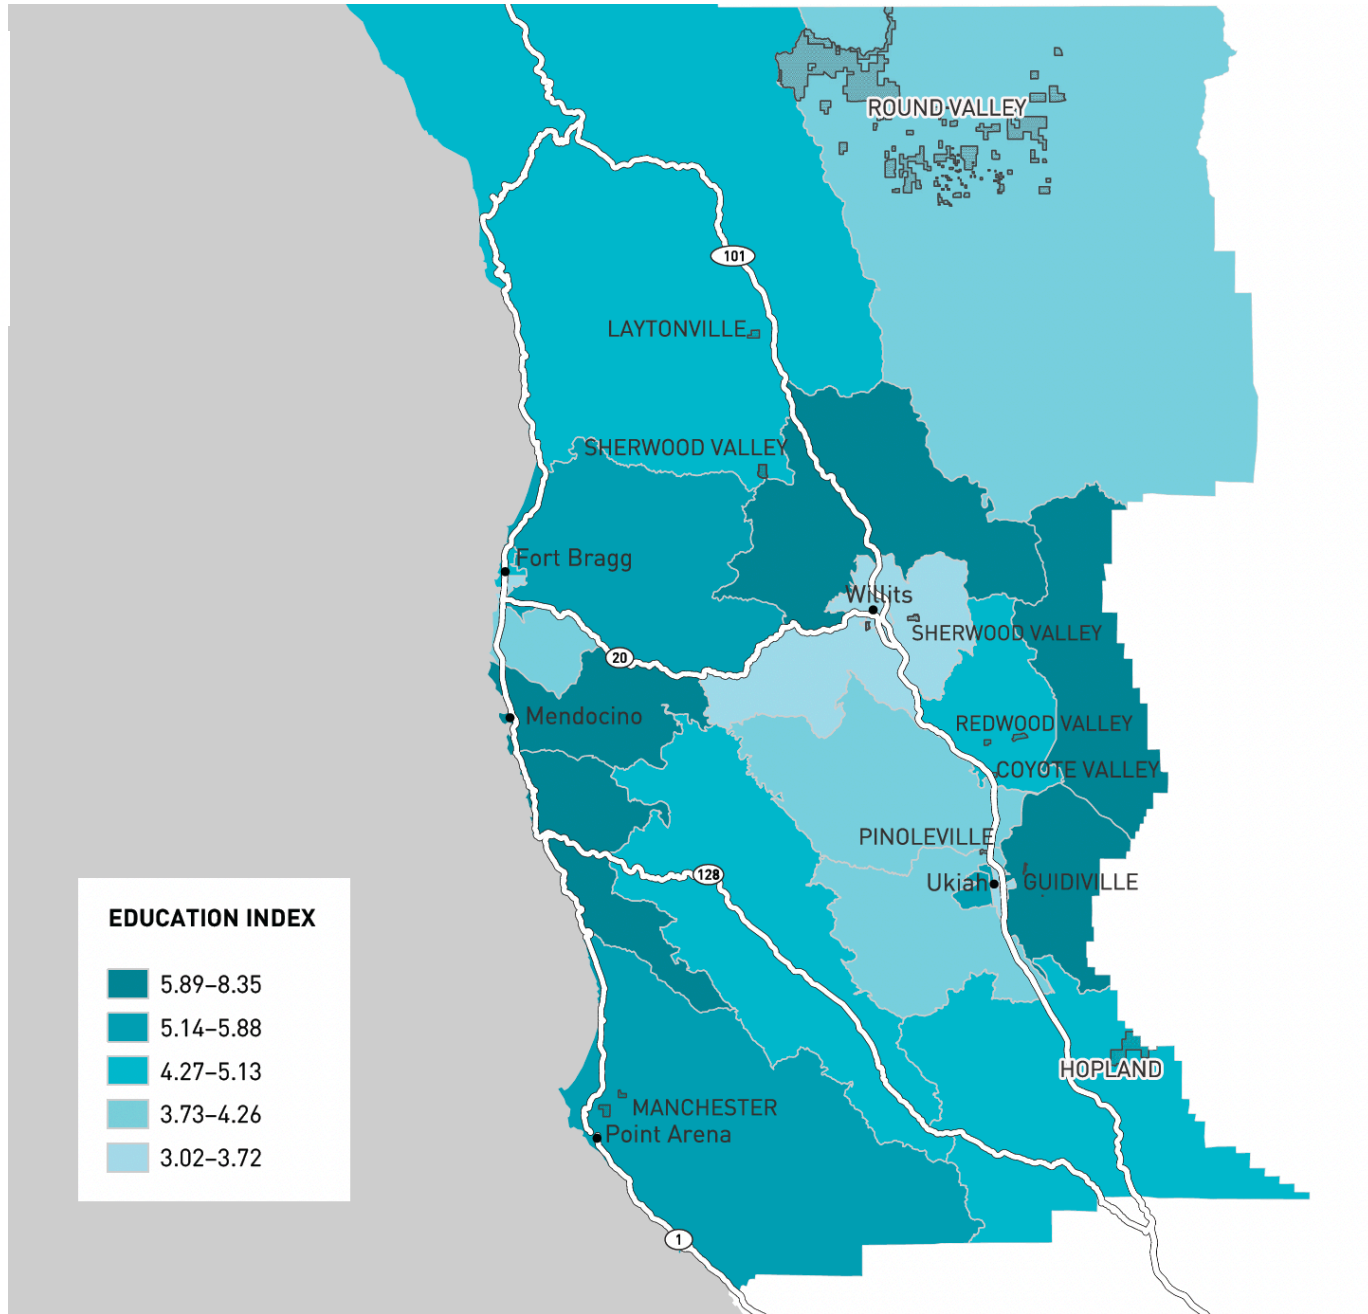 ROUND VALLEY
101
LAYTONVILLE
SHERWOOD VALLEY
Fort Bragg
Willits
SHERWOOD VALLEY
20
Mendocino
REDWOOD VALLEY
COYOTE VALLEY
PINOLEVILLE
128
Ukiah
GUIDIVILLE
EDUCATION INDEX
5.89–8.35
5.14–5.88
4.27–5.13
3.73–4.26
3.02–3.72
HOPLAND
MANCHESTER
Point Arena
1